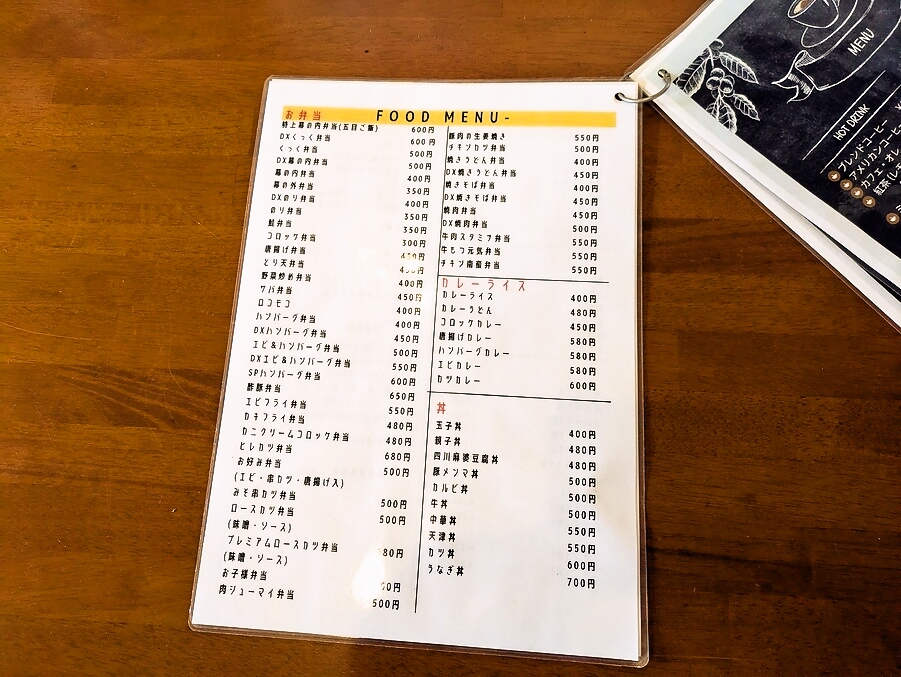 FOOD MENU-
お弁当
特上幕の内弁当(五目ご飯) 600円
DXくっく弁当 600円
くっく弁当 500円
DX幕の内弁当 500円
幕の内弁当 400円
幕の外弁当 350円
DXのり弁当 400円
のり弁当 350円
鮭弁当 350円
コロッケ弁当 300円
唐揚げ弁当
とり天弁当
野菜炒め弁当 400円
サバ弁当 450円
ロコモコ 400円
ハンバーグ弁当 400円
DXハンバーグ弁当 450円
エビ&ハンバーグ弁当 500円
DXエビ&ハンバーグ弁当 550円
SPハンバーグ弁当 600円
酢豚弁当 650円
エビフライ弁当 550円
カキフライ弁当 480円
カニクリームコロッケ弁当 480円
ヒレカツ弁当 680円
お好み弁当 500円
(エビ・串カツ・唐揚げ入)
みそ串カツ弁当 500円
ロースカツ弁当 500円
(味噌・ソース)
プレミアムロースカツ弁当
(味噌・ソース)
お子様弁当
肉シューマイ弁当 500円
豚肉の生姜焼き 550円
チキンカツ弁当 500円
焼きうどん弁当 400円
DX焼きうどん弁当 450円
焼きそば弁当 400円
DX焼きそば弁当 450円
焼肉弁当 450円
DX焼肉弁当 500円
牛肉スタミナ弁当 550円
牛もつ元気弁当 550円
チキン南蛮弁当 550円
カレーライス
カレーライス 400円
カレーうどん 480円
コロッケカレー 450円
唐揚げカレー 580円
ハンバーグカレー 580円
エビカレー 580円
カツカレー 600円
丼
玉子丼 400円
親子丼 480円
四川麻婆豆腐丼 480円
豚メンマ丼 500円
カルビ丼 500円
牛丼 500円
中華丼 550円
天津丼 550円
カツ丼 600円
うなぎ丼 700円
MENU
HOT DRINK
ブレンドコーヒー
アメリカンコーヒー
カフェ・オレ
紅茶(レモ